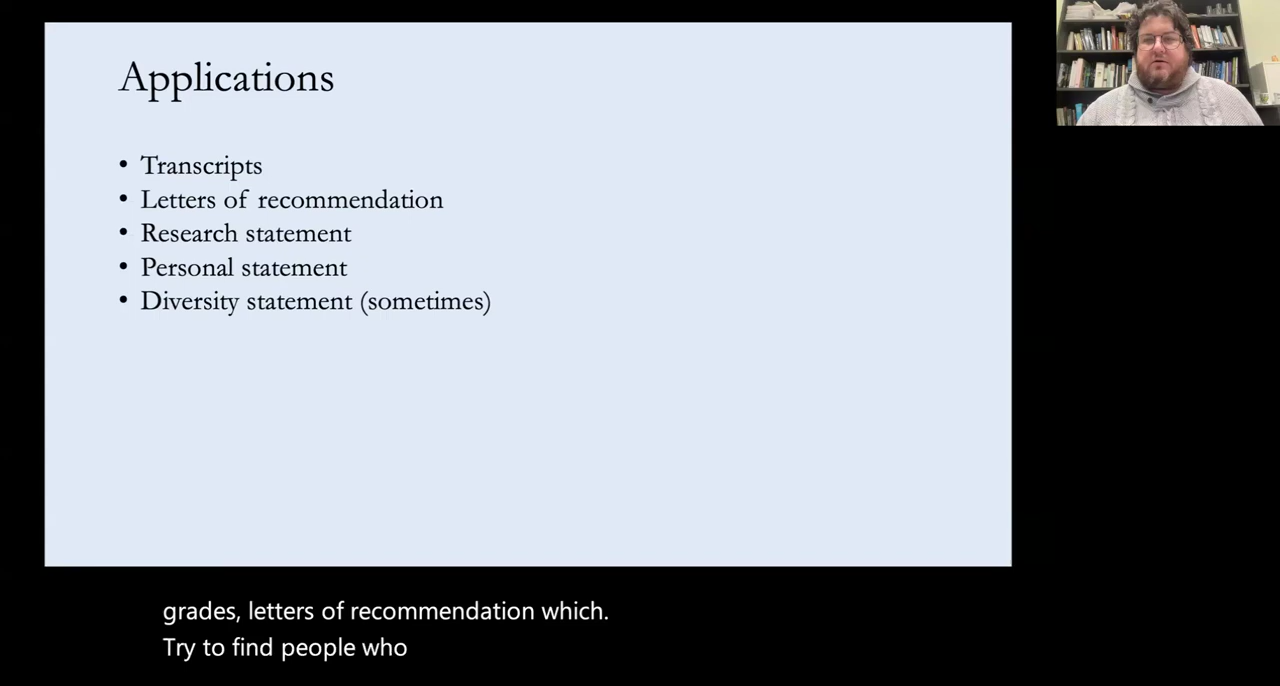 Applications
• Transcripts
• Letters of recommendation
• Research statement
• Personal statement
• Diversity statement (sometimes)
grades, letters of recommendation which.
Try to find people who